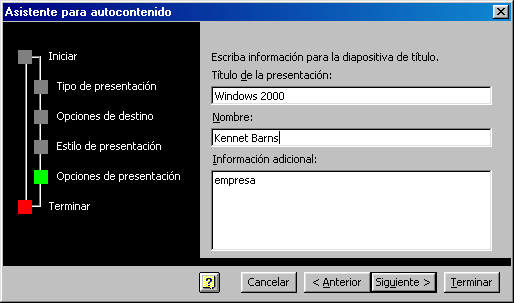 Asistente para autocontenido
Iniciar
Tipo de presentación
Opciones de destino
Estilo de presentación
Opciones de presentación
Terminar
Escriba información para la diapositiva de título.
Título de la presentación:
Windows 2000
Nombre:
Kennet Barns
Información adicional:
empresa
?
Cancelar
< Anterior
Siguiente >
Terminar